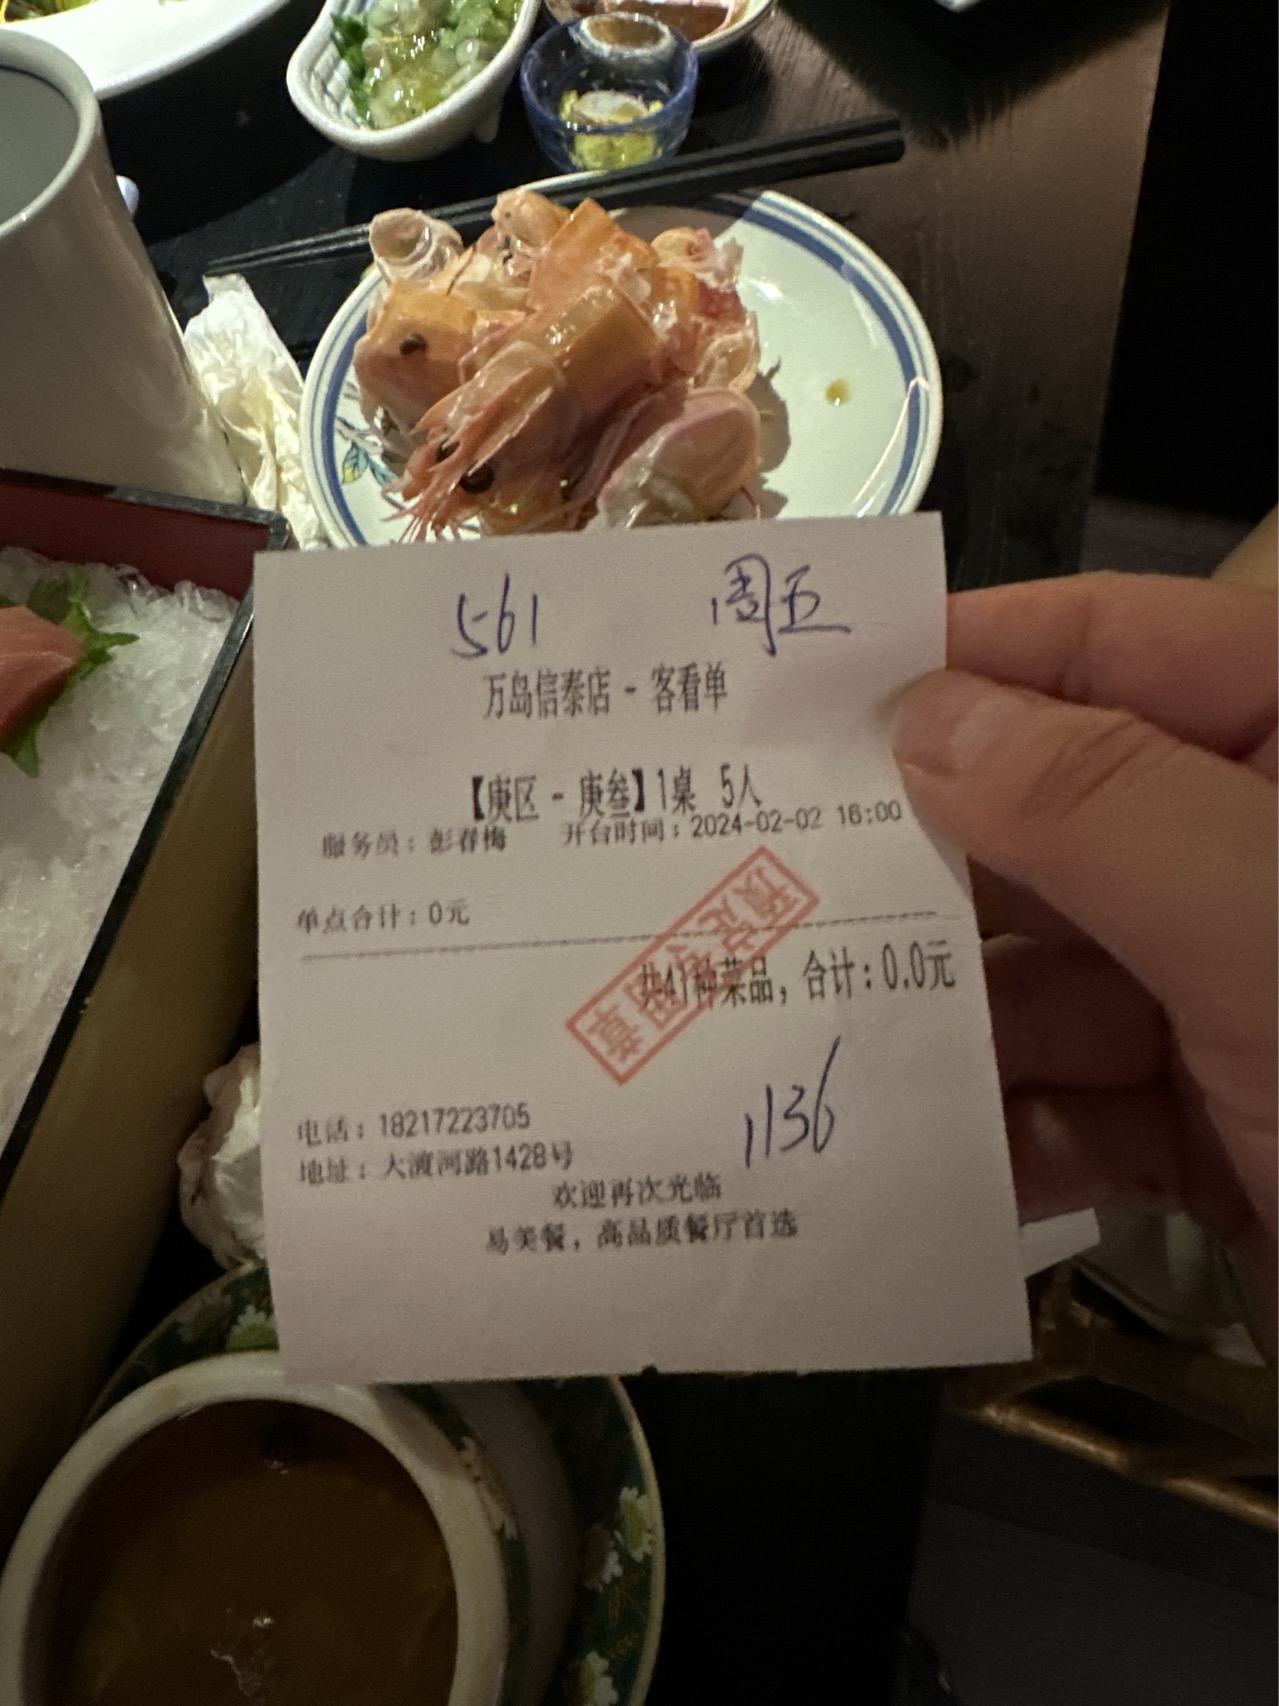 561 周五
万岛信泰店 - 客看单
【庚区 - 庚叁】1桌 5人
服务员：彭春梅 开台时间：2024-02-02 16:00
单点合计：0元
共41种菜品，合计：0.0元
1136
电话：18217223705
地址：大渡河路1428号
欢迎再次光临
易美餐，高品质餐厅首选